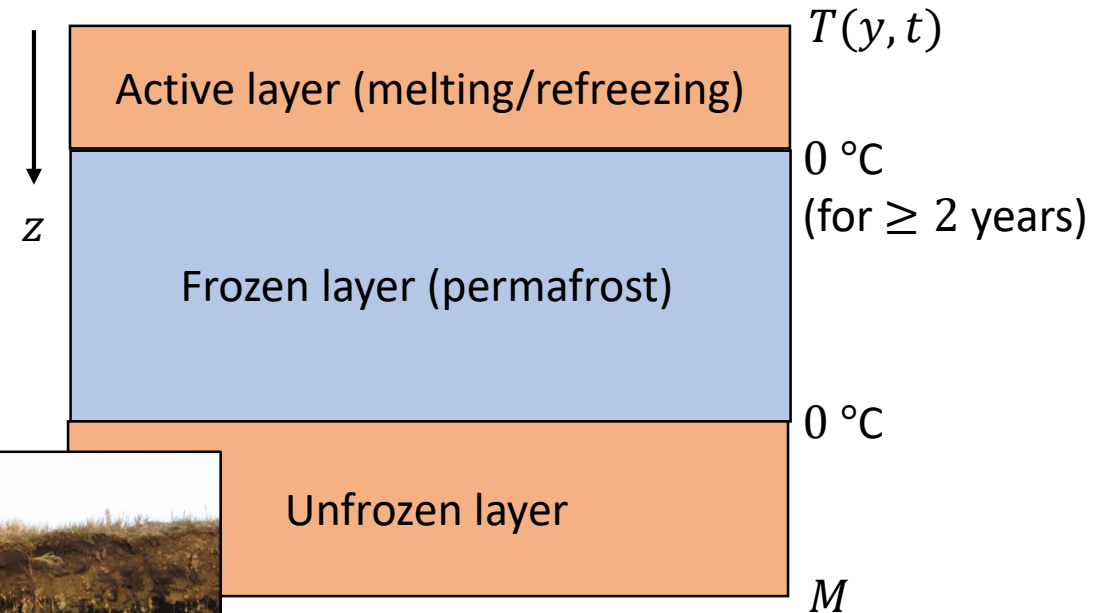 T(y, t)
Active layer (melting/refreezing)
0 °C
(for ≥ 2 years)
z
Frozen layer (permafrost)
0 °C
Unfrozen layer
M